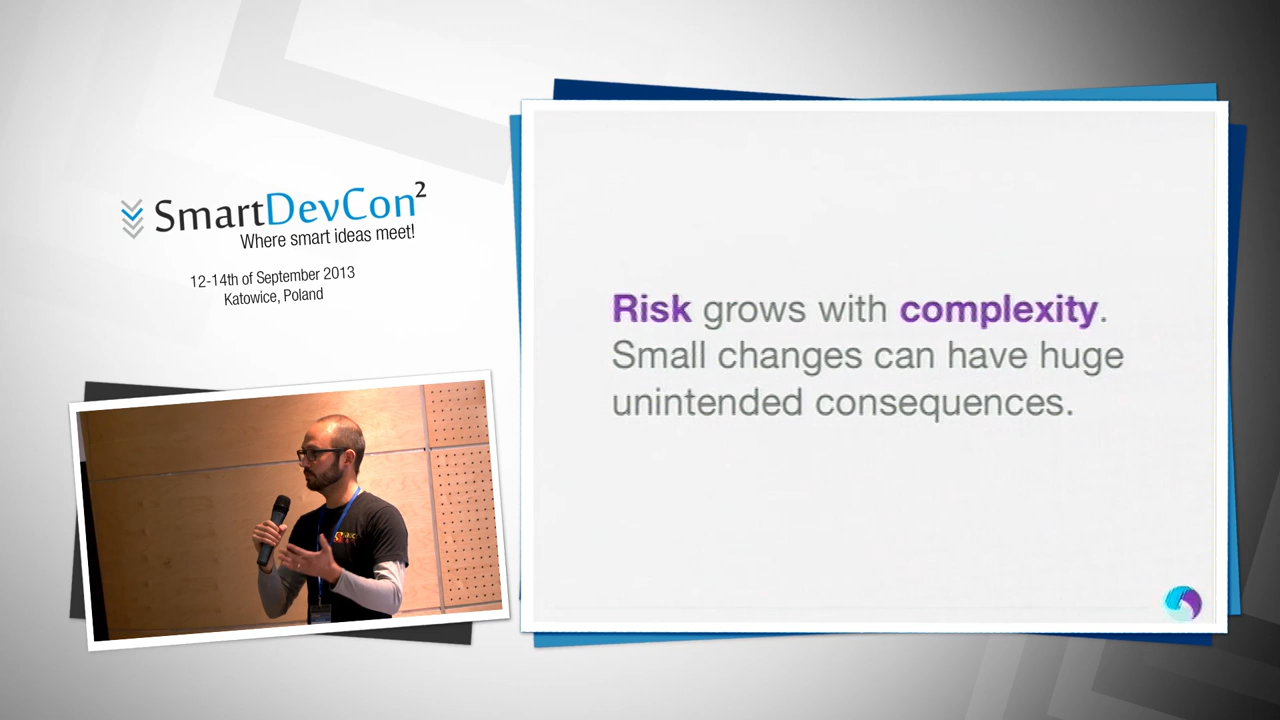 SmartDevCon²
Where smart ideas meet!
12-14th of September 2013
Katowice, Poland
Risk grows with complexity.
Small changes can have huge
unintended consequences.